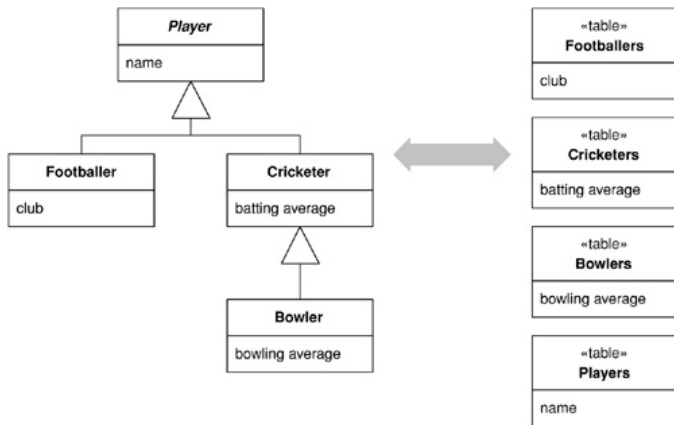 Player
name
Footballer
club
Cricketer
batting average
Bowler
bowling average
«table»
Footballers
club
«table»
Cricketers
batting average
«table»
Bowlers
bowling average
«table»
Players
name